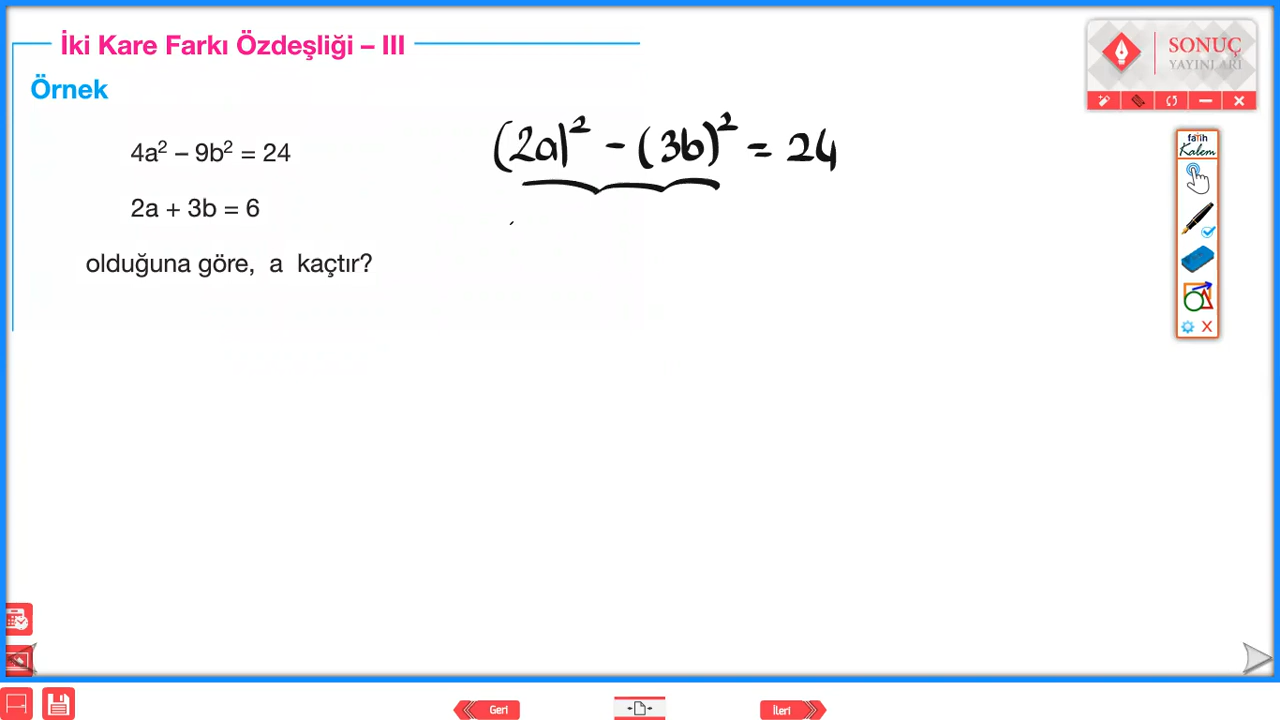 İki Kare Farkı Özdeşliği – III
SONUÇ
YAYINLARI
Örnek
4a² – 9b² = 24
(2a)² – (3b)² = 24
fatih
Kalem
2a + 3b = 6
olduğuna göre, a kaçtır?
Geri
İleri